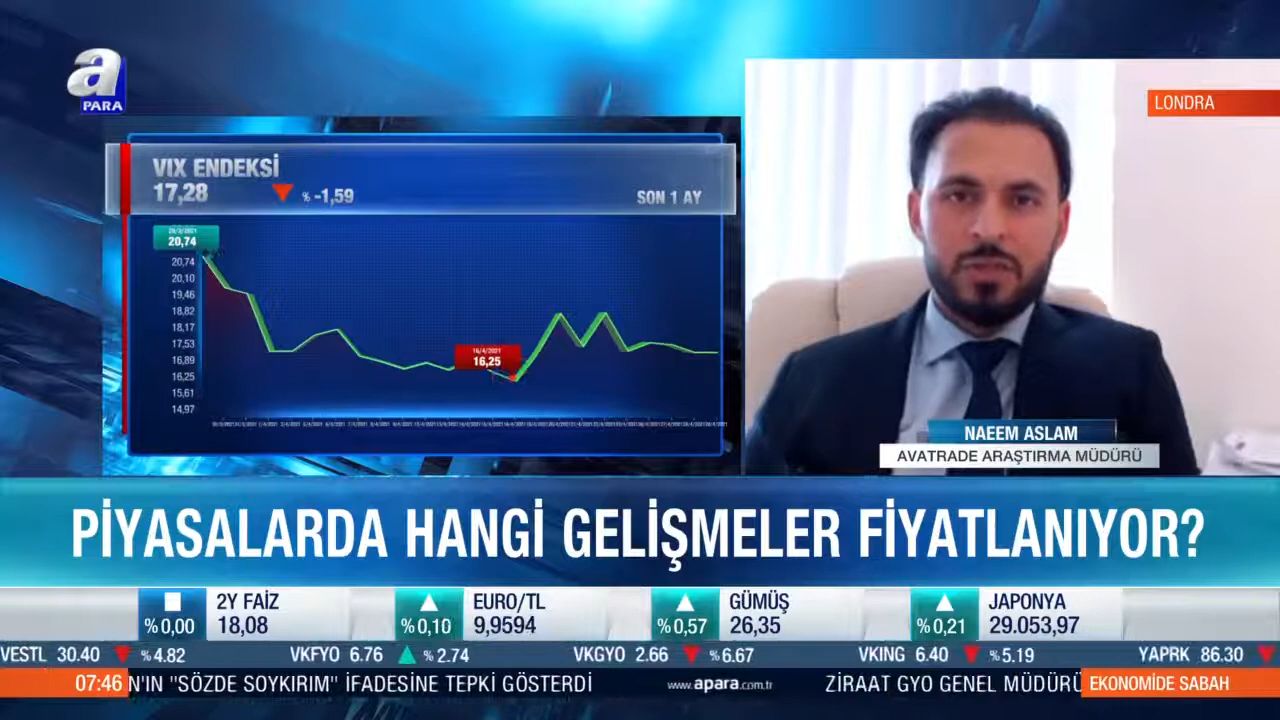 a
PARA
LONDRA
VIX ENDEKSİ
17,28 % -1,59 SON 1 AY
20,74
20,74
20,10
19,46
18,82
18,17
17,53
16,89
16,25
15,61
14,97
16/4/2021
16,25
NAEEM ASLAM
AVATRADE ARAŞTIRMA MÜDÜRÜ
PİYASALARDA HANGİ GELİŞMELER FİYATLANIYOR?
%0,00 2Y FAİZ 18,08
%0,10 EURO/TL 9,9594
%0,57 GÜMÜŞ 26,35
%0,21 JAPONYA 29.053,97
VESTL 30.40 %4.82 VKFYO 6.76 %2.74 VKGYO 2.66 %6.67 VKING 6.40 %5.19 YAPRK 86.30
07:46 N'IN "SÖZDE SOYKIRIM" İFADESİNE TEPKİ GÖSTERDİ www.apara.com.tr ZİRAAT GYO GENEL MÜDÜRÜ EKONOMİDE SABAH